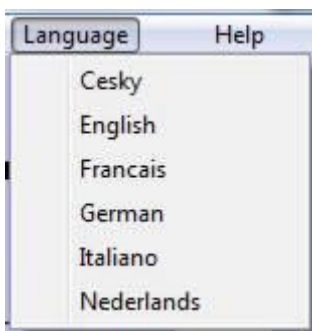 Language Help
Cesky
English
Francais
German
Italiano
Nederlands